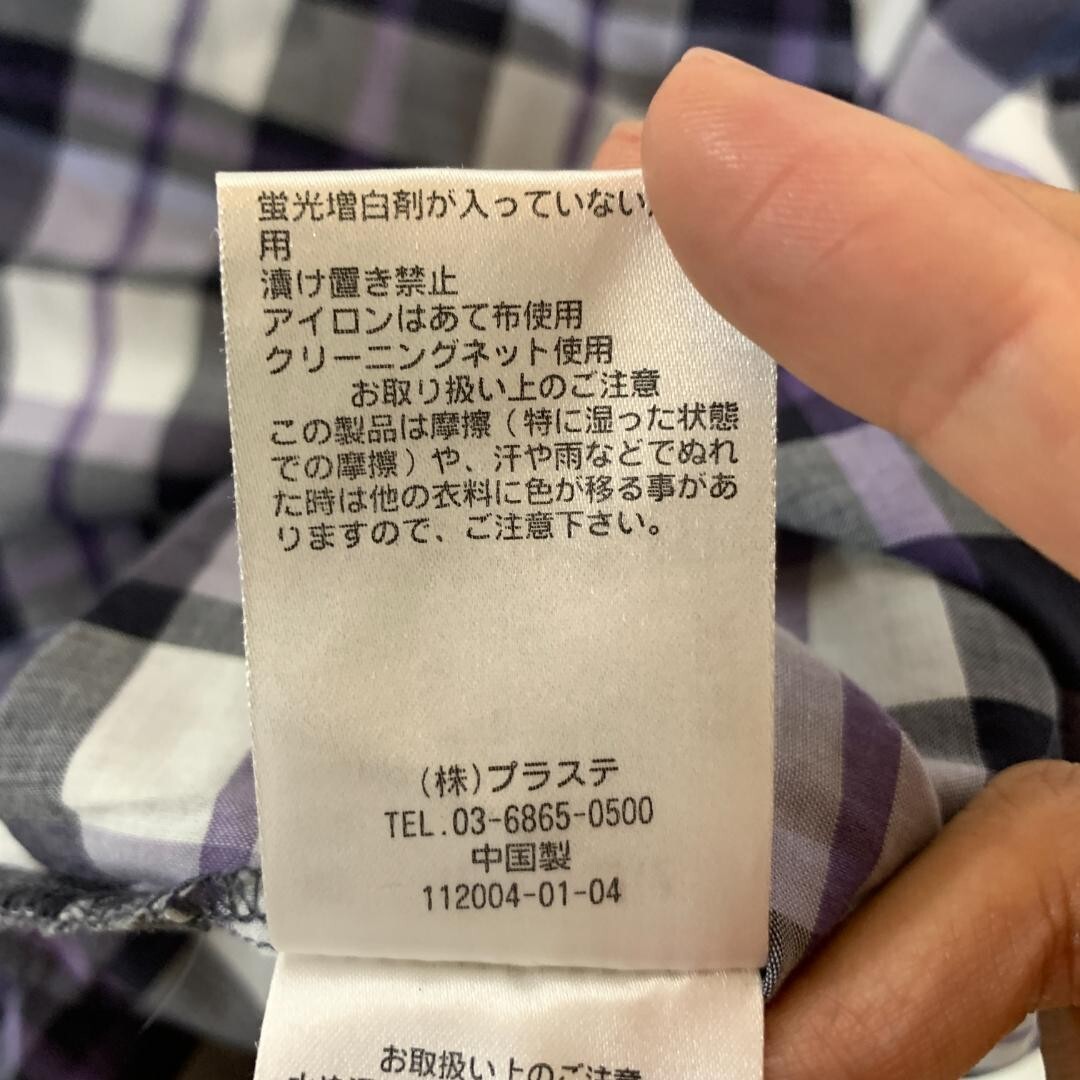 蛍光増白剤が入っていない
用
漬け置き禁止
アイロンはあて布使用
クリーニングネット使用
お取り扱い上のご注意
この製品は摩擦(特に湿った状態
での摩擦)や、汗や雨などでぬれ
た時は他の衣料に色が移る事があ
りますので、ご注意下さい。
(株)プラステ
TEL.03-6865-0500
中国製
112004-01-04
お取扱い上のご注意